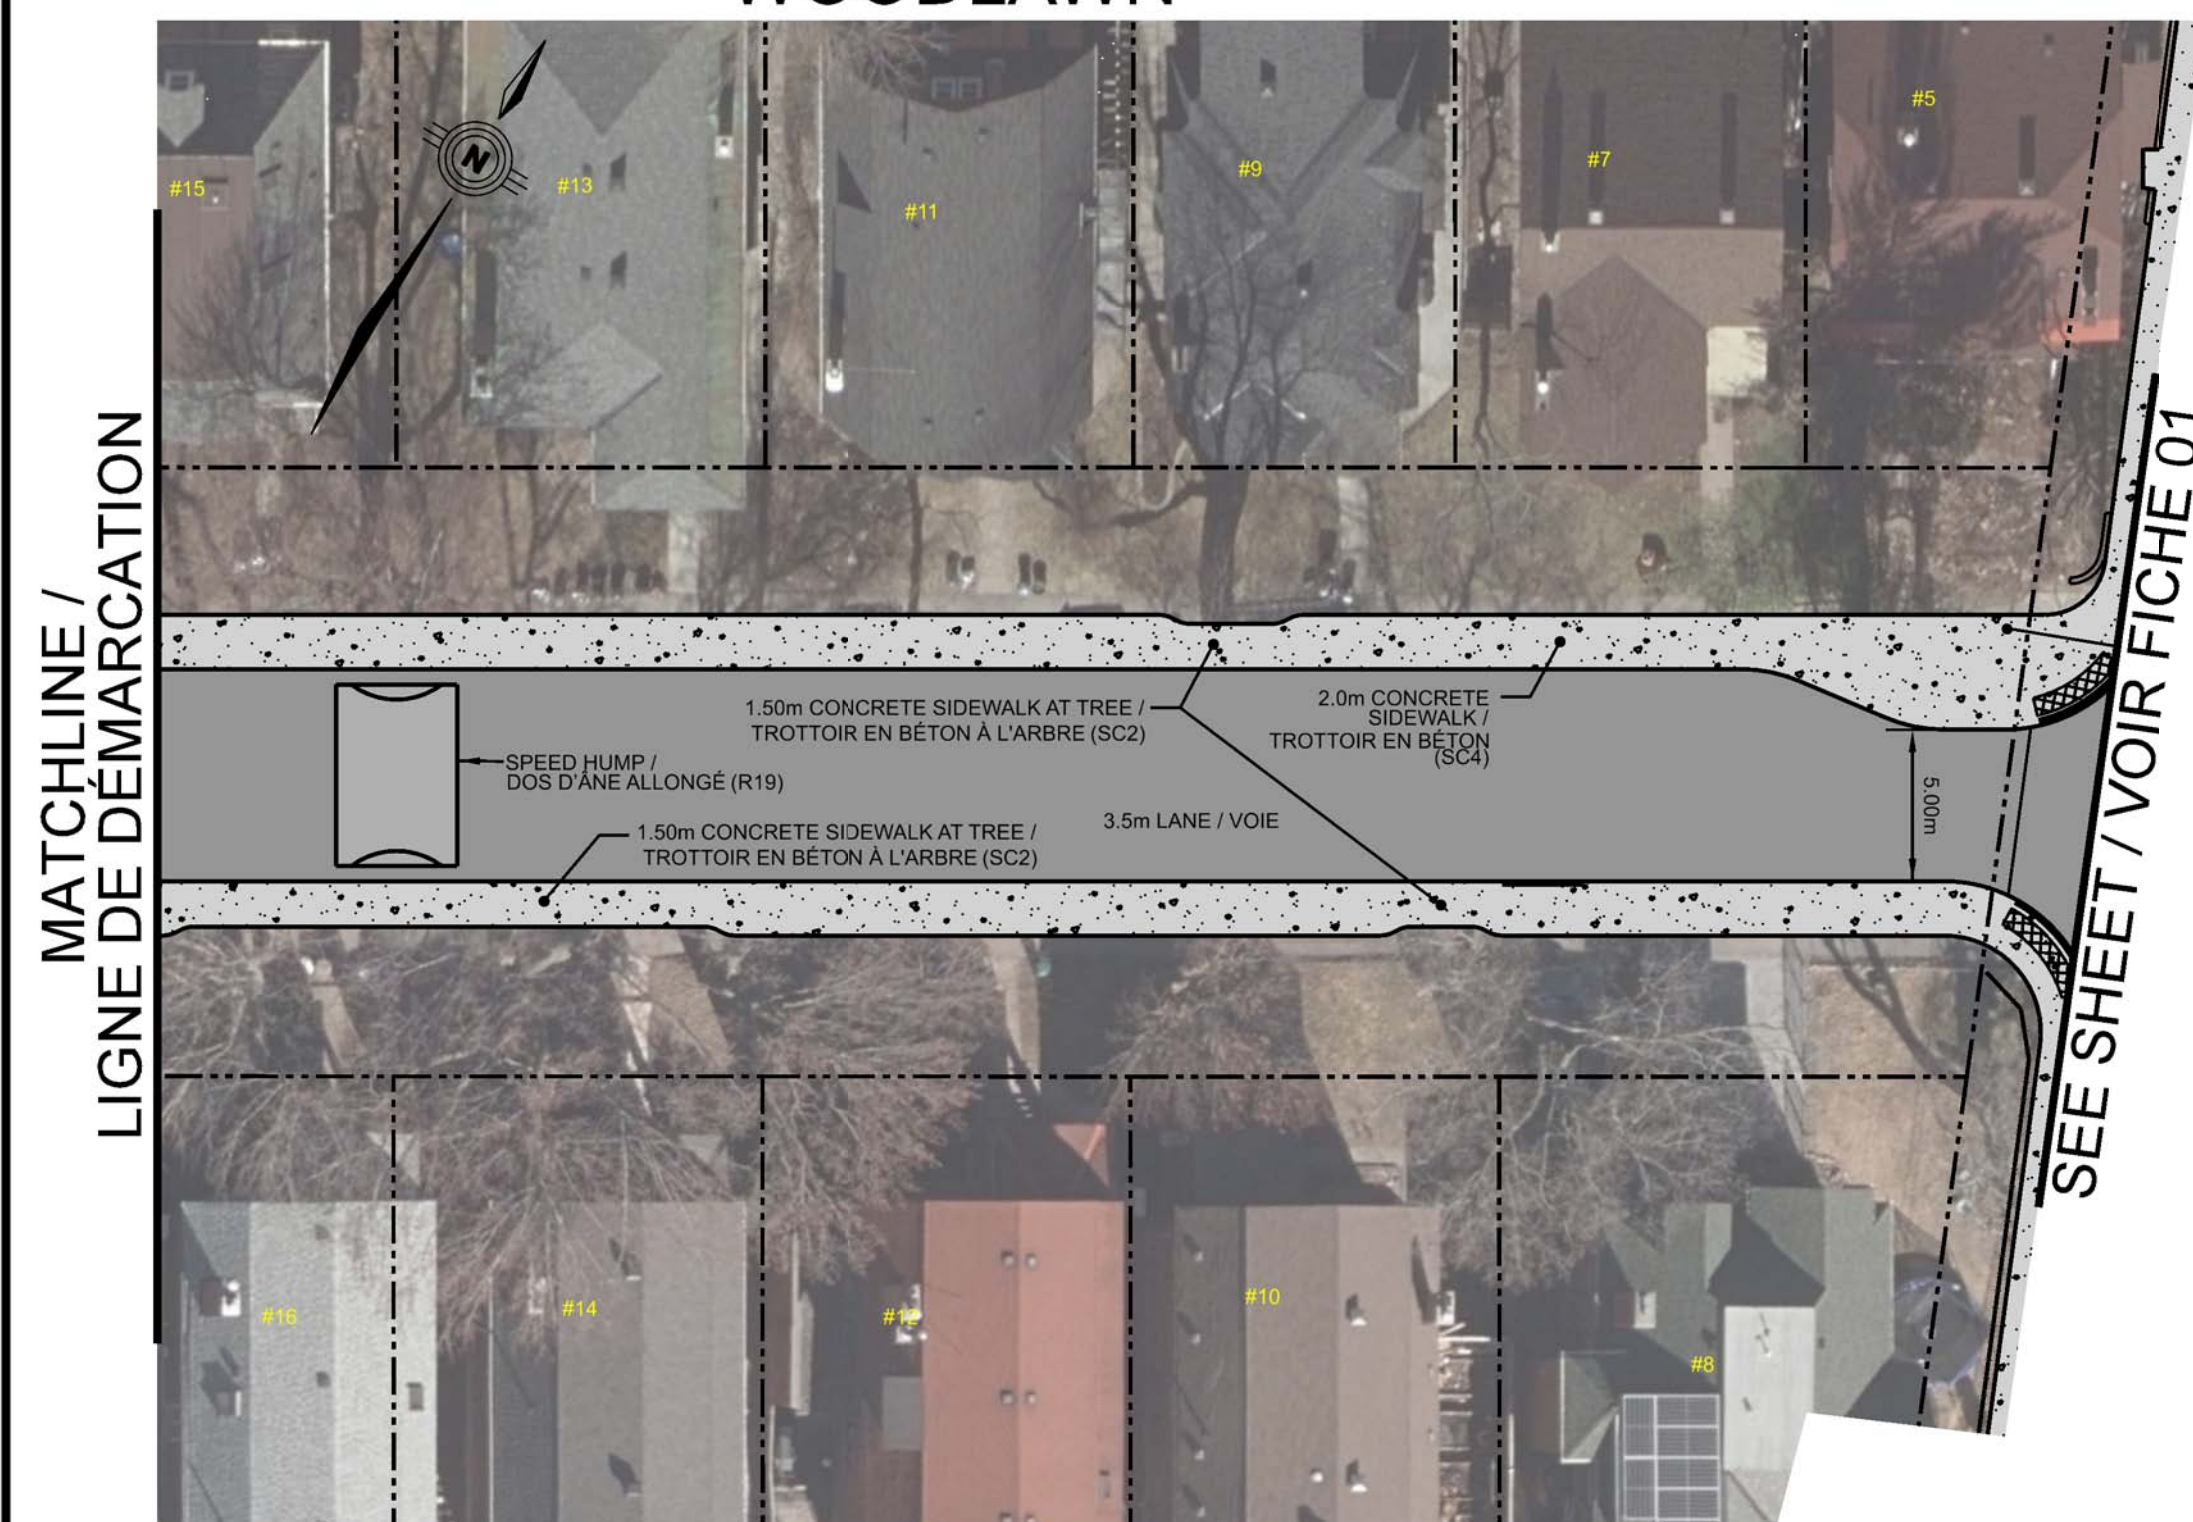 WOODLAWN
#5
#7
#9
#15
#13
#11
N
MATCHLINE /
LIGNE DE DÉMARCATION
1.50m CONCRETE SIDEWALK AT TREE /
TROTTOIR EN BÉTON À L'ARBRE (SC2)
2.0m CONCRETE
SIDEWALK /
TROTTOIR EN BÉTON
(SC4)
SPEED HUMP /
DOS D'ÂNE ALLONGÉ (R19)
3.5m LANE / VOIE
5.00m
1.50m CONCRETE SIDEWALK AT TREE /
TROTTOIR EN BÉTON À L'ARBRE (SC2)
SEE SHEET / VOIR FICHE 01
#16
#14
#12
#10
#8